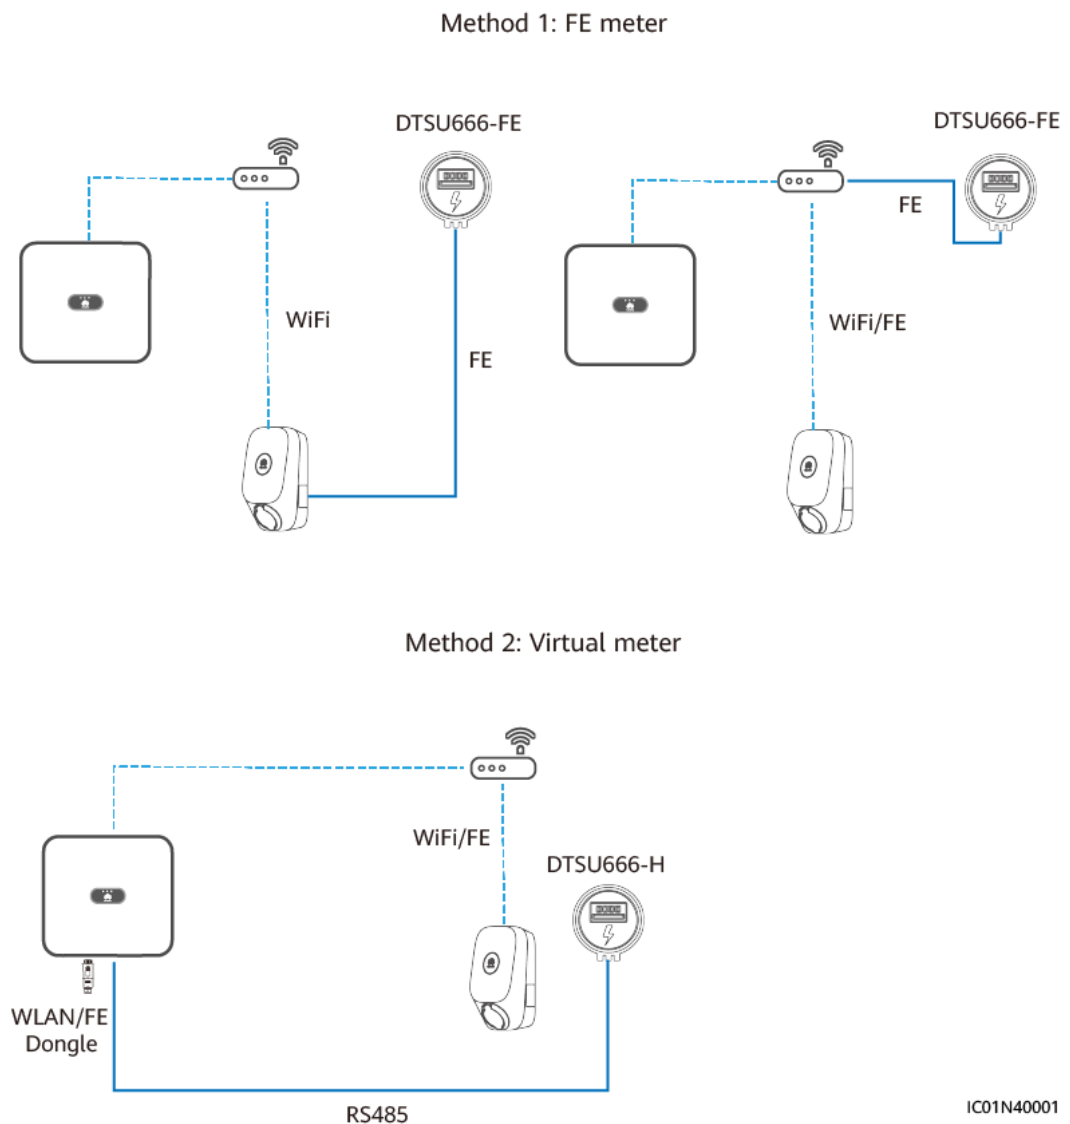 Method 1: FE meter
DTSU666-FE
WiFi
FE
DTSU666-FE
FE
WiFi/FE
Method 2: Virtual meter
WiFi/FE
DTSU666-H
WLAN/FE
Dongle
RS485
IC01N40001